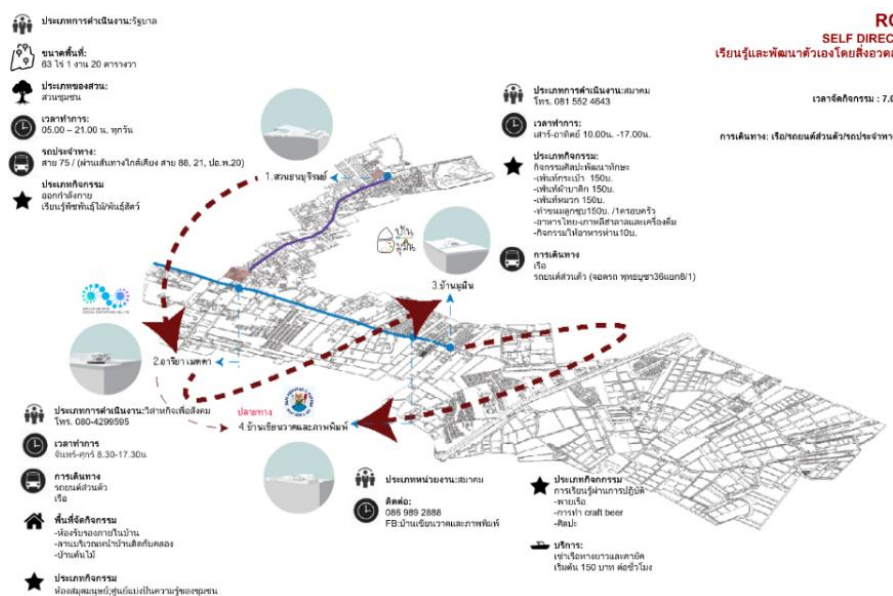 ประเภทการดำเนินงาน:รัฐบาล
ขนาดพื้นที่:
63 ไร่ 1 งาน 20 ตารางวา
ประเภทของสวน:
สวนชุมชน
เวลาทำการ:
05.00 – 21.00 น. ทุกวัน
รถประจำทาง:
สาย 75 / (ผ่านเส้นทางใกล้เคียง สาย 88, 21, ปอ.พ.20)
ประเภทกิจกรรม
ออกกำลังกาย
เรียนรู้พืชพันธุ์ไม้/พันธุ์สัตว์
1.สวนธนบุรีรมย์
บ้าน
มุมิน
3.บ้านมูมิน
2.อารียา เมตตา
ปลายทาง
4.บ้านเขียนวาดและภาพพิมพ์
ประเภทการดำเนินงาน:สมาคม
โทร. 081 552 4643
เวลาทำการ:
เสาร์-อาทิตย์ 10.00น. -17.00น.
ประเภทกิจกรรม:
กิจกรรมศิลปะพัฒนาทักษะ
-เพ้นท์กระเป๋า 150บ.
-เพ้นท์ผ้าบาติก 150บ.
-เพ้นท์หมวก 150บ.
-ทำขนมลูกชุบ150บ. /1ครอบครัว
-อาหารไทย-เกาหลีฮาลาลและเครื่องดื่ม
-กิจกรรมให้อาหารห่าน10บ.
การเดินทาง
เรือ
รถยนต์ส่วนตัว (จอดรถ พุทธบูชา36แยก8/1)
RO
SELF DIREC
เรียนรู้และพัฒนาตัวเองโดยสิ่งอวดล
เวลาจัดกิจกรรม : 7.0
การเดินทาง: เรือ/รถยนต์ส่วนตัว/รถประจำทา
ประเภทการดำเนินงาน:วิสาหกิจเพื่อสังคม
โทร. 080-4299595
เวลาทำการ
จันทร์-ศุกร์ 8.30-17.30น.
การเดินทาง
รถยนต์ส่วนตัว
เรือ
พื้นที่จัดกิจกรรม
-ห้องรับรองภายในบ้าน
-ลานบริเวณหน้าบ้านติดกับคลอง
-บ้านต้นไม้
ประเภทกิจกรรม
ห้องสมุดมนุษย์;ศูนย์แบ่งปันความรู้ของชุมชน
ประเภทหน่วยงาน:สมาคม
ติดต่อ:
086 989 2888
FB:บ้านเขียนวาดและภาพพิมพ์
ประเภทกิจกกรรม
การเรียนรู้ผ่านการปฏิบัติ
-พายเรือ
-การทำ craft beer
-ศิลปะ
บริการ:
เช่าเรือหางยาวและคายัค
เริ่มต้น 150 บาท ต่อชั่วโมง